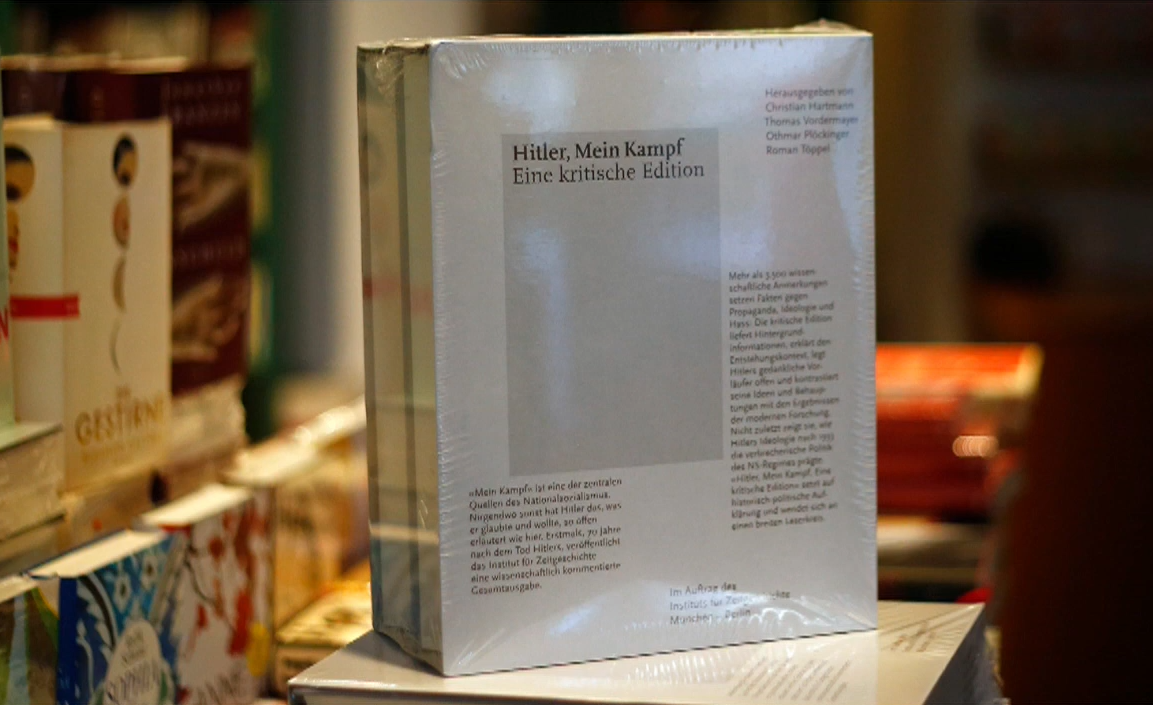 Hitler, Mein Kampf
Eine kritische Edition
Herausgegeben von
Christian Hartmann
Thomas Vordermayer
Othmar Plöckinger
Roman Töppel
Mehr als 3.500 wissen-
schaftliche Anmerkungen
setzen Fakten gegen
Propaganda, Ideologie und
Hass: Die kritische Edition
liefert Hintergrund-
informationen, erklärt den
Entstehungskontext, legt
Hitlers gedankliche Vor-
läufer offen und kontrastiert
seine Ideen und Behaup-
tungen mit den Ergebnissen
der modernen Forschung.
Nicht zuletzt zeigt sie, wie
Hitlers Ideologie nach 1933
die verbrecherische Politik
des NS-Regimes prägte.
»Hitler, Mein Kampf. Eine
kritische Edition« setzt auf
historisch-politische Auf-
klärung und wendet sich an
einen breiten Leserkreis.
»Mein Kampf« ist eine der zentralen
Quellen des Nationalsozialismus.
Nirgendwo sonst hat Hitler das, was
er glaubte und wollte, so offen
erläutert wie hier. Erstmals, 70 Jahre
nach dem Tod Hitlers, veröffentlicht
das Institut für Zeitgeschichte
eine wissenschaftlich kommentierte
Gesamtausgabe.
Im Auftrag des
Instituts für Zeitgeschichte
München – Berlin
GESTIRNE